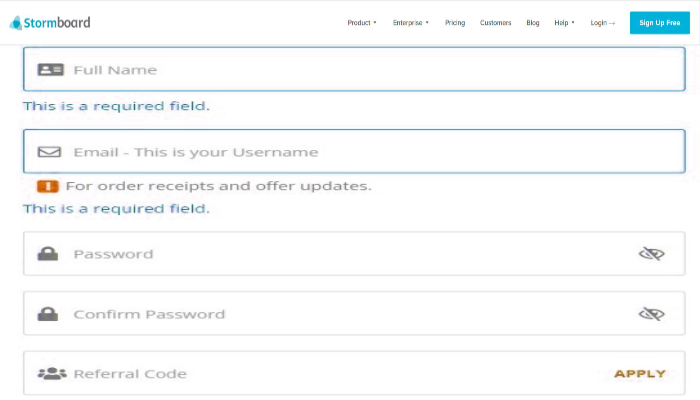 Stormboard Product Enterprise Pricing Customers Blog Help Login → Sign Up Free
Full Name
This is a required field.
Email - This is your Username
For order receipts and offer updates.
This is a required field.
Password
Confirm Password
Referral Code APPLY